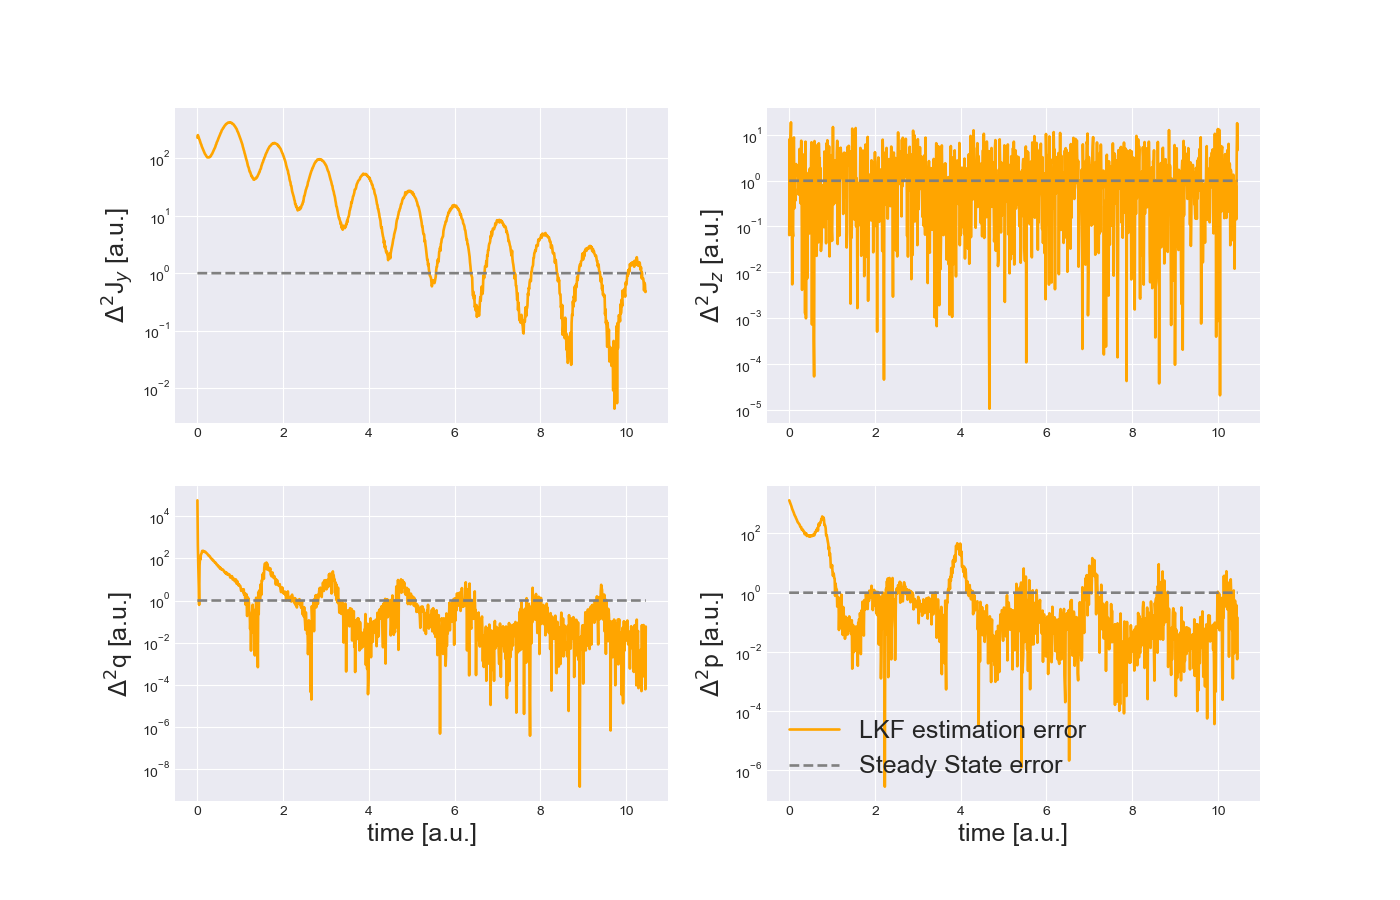 Δ²J_y [a.u.]
10²
10¹
10⁰
10⁻¹
10⁻²
0 2 4 6 8 10
Δ²J_z [a.u.]
10¹
10⁰
10⁻¹
10⁻²
10⁻³
10⁻⁴
10⁻⁵
0 2 4 6 8 10
Δ²q [a.u.]
10⁴
10²
10⁰
10⁻²
10⁻⁴
10⁻⁶
10⁻⁸
0 2 4 6 8 10
time [a.u.]
Δ²p [a.u.]
10²
10⁰
10⁻²
10⁻⁴
10⁻⁶
LKF estimation error
Steady State error
0 2 4 6 8 10
time [a.u.]